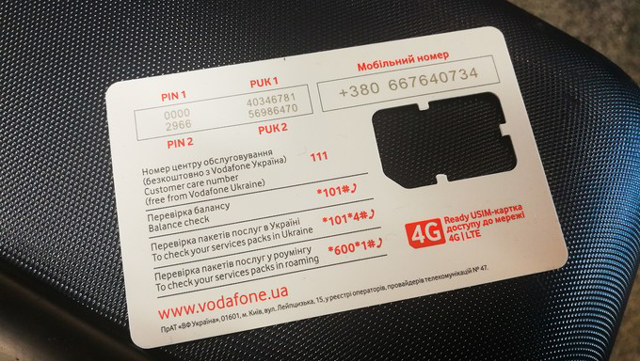 PIN 1
PUK 1
0000
40346781
2966
56986470
PIN 2
PUK 2
Мобільний номер
+380 667640734
Номер центру обслуговування
(безкоштовно з Vodafone Україна)
Customer care number
(free from Vodafone Ukraine)
111
Перевірка балансу
Balance check
*101#
Перевірка пакетів послуг в Україні
To check your services packs in Ukraine
*101*4#
Перевірка пакетів послуг в роумінгу
To check your services packs in roaming
*600*1#
4G
Ready USIM-картка
доступу до мережі
4G | LTE
www.vodafone.ua
ПрАТ «ВФ Україна». 01601, м. Київ, вул. Лейпцизька, 15, у реєстрі операторів, провайдерів телекомунікацій № 47.